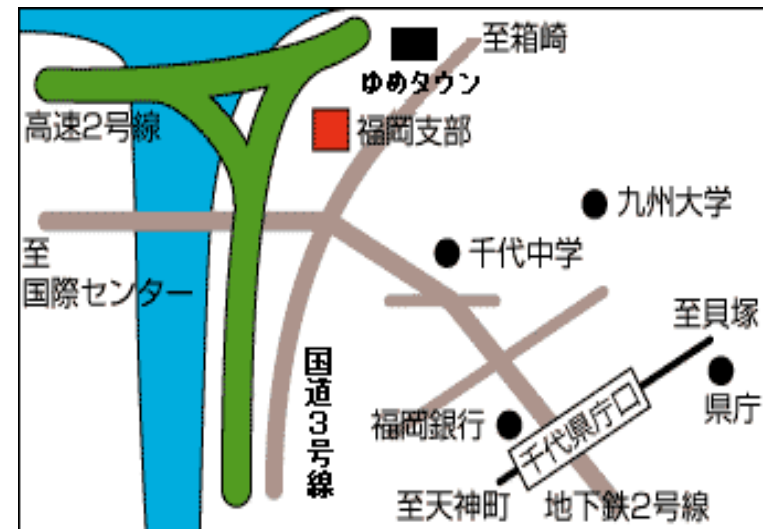 至箱崎
ゆめタウン
高速2号線
福岡支部
九州大学
千代中学
至
国際センター
至貝塚
国道3号線
県庁
福岡銀行
千代県庁口
至天神町
地下鉄2号線